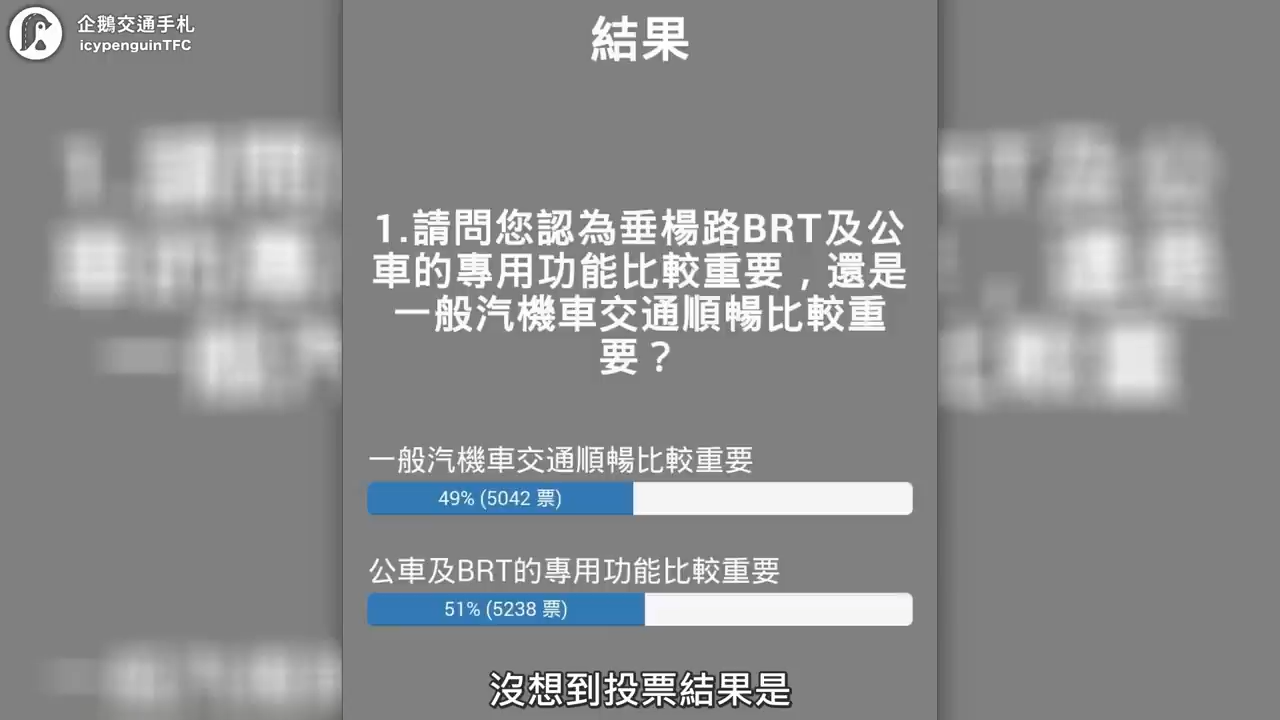 企鵝交通手札
icypenguinTFC
結果
1.請問您認為垂楊路BRT及公
車的專用功能比較重要，還是
一般汽機車交通順暢比較重
要？
一般汽機車交通順暢比較重要
49% (5042 票)
公車及BRT的專用功能比較重要
51% (5238 票)
沒想到投票結果是